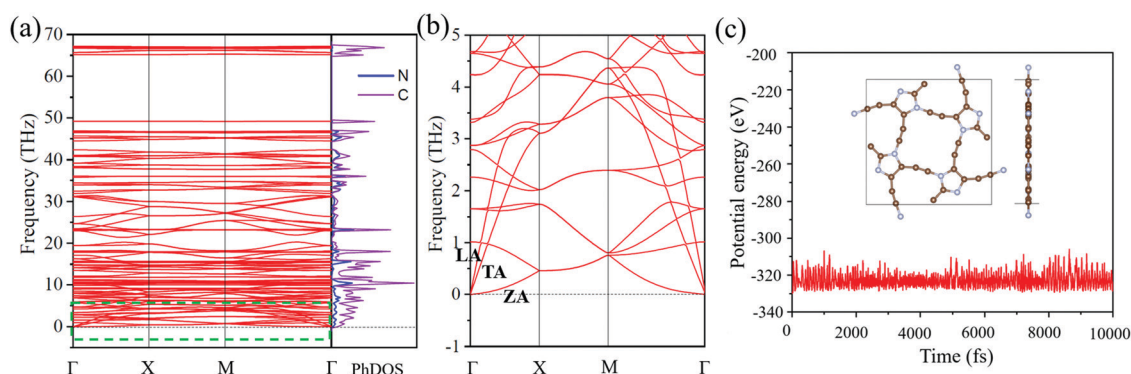 (a)
70
60
50
40
30
20
10
0
Frequency (THz)
Γ X M Γ PhDOS
N
C
(b)
5
4
3
2
1
0
-1
Frequency (THz)
LA
TA
ZA
Γ X M Γ
(c)
-200
-220
-240
-260
-280
-300
-320
-340
Potential energy (eV)
0 2000 4000 6000 8000 10000
Time (fs)